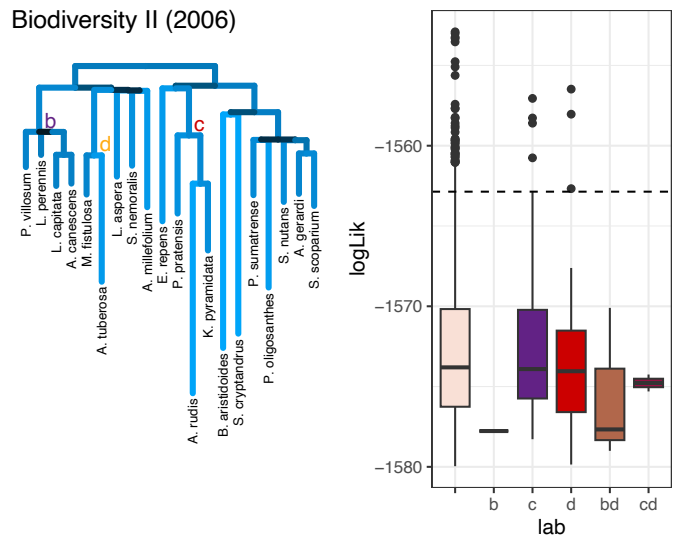 Biodiversity II (2006)
b
d
c
P. villosum
L. perennis
L. capitata
A. canescens
M. fistulosa
A. tuberosa
L. aspera
S. nemoralis
A. millefolium
E. repens
P. pratensis
A. rudis
K. pyramidata
B. aristidoides
S. cryptandrus
P. sumatrense
P. oligosanthes
S. nutans
A. gerardi
S. scoparium
logLik
−1560
−1570
−1580
b c d bd cd
lab